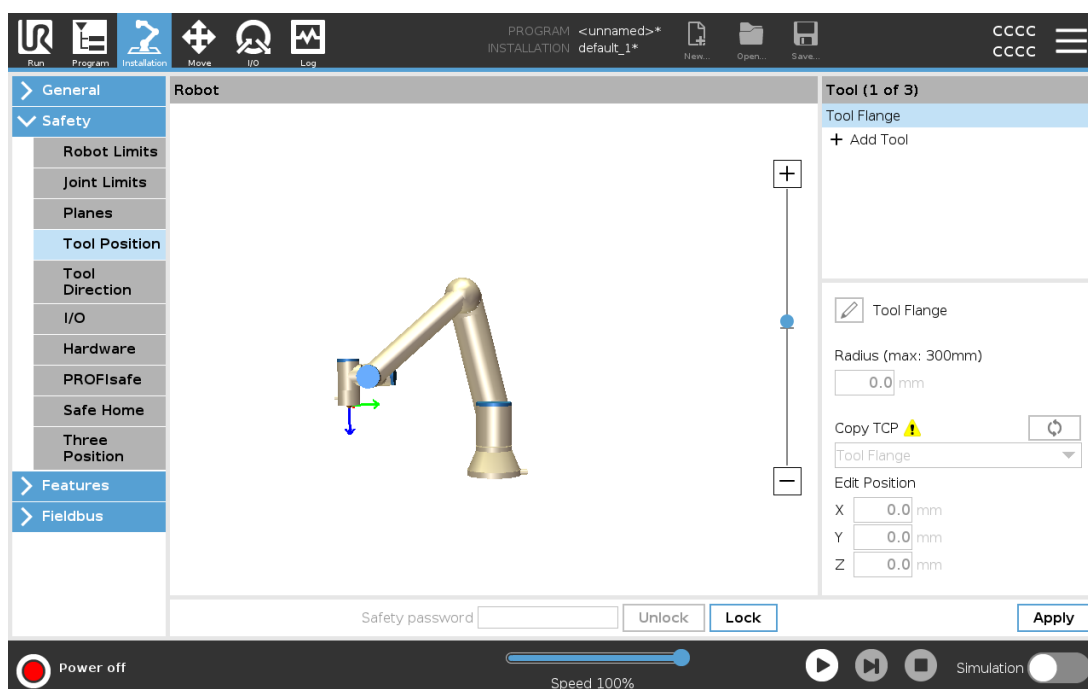 PROGRAM <unnamed>*
INSTALLATION default_1*
CCCC
CCCC
Run Program Installation Move I/O Log New... Open... Save...
General
Safety
Robot Limits
Joint Limits
Planes
Tool Position
Tool
Direction
I/O
Hardware
PROFIsafe
Safe Home
Three
Position
Features
Fieldbus
Robot
Tool (1 of 3)
Tool Flange
+ Add Tool
Tool Flange
Radius (max: 300mm)
0.0 mm
Copy TCP
Tool Flange
Edit Position
X 0.0 mm
Y 0.0 mm
Z 0.0 mm
Safety password Unlock Lock Apply
Power off
Speed 100%
Simulation